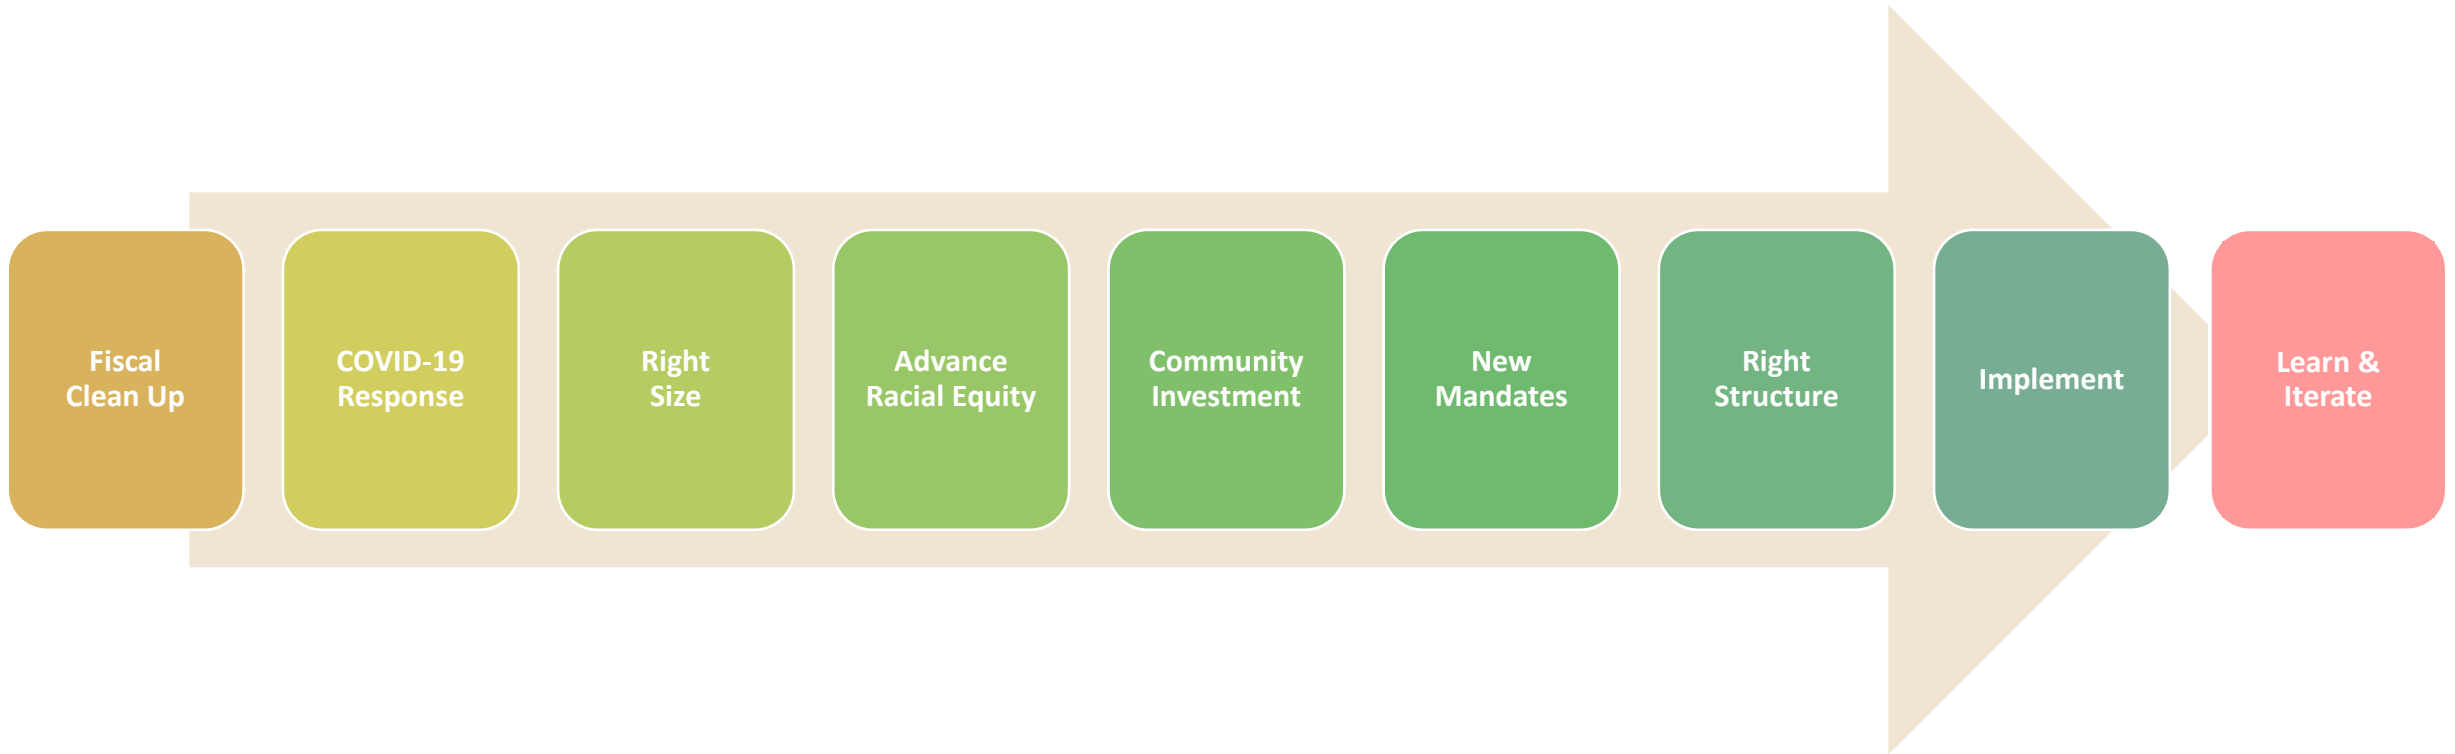 Fiscal
Clean Up
COVID-19
Response
Right
Size
Advance
Racial Equity
Community
Investment
New
Mandates
Right
Structure
Implement
Learn &
Iterate